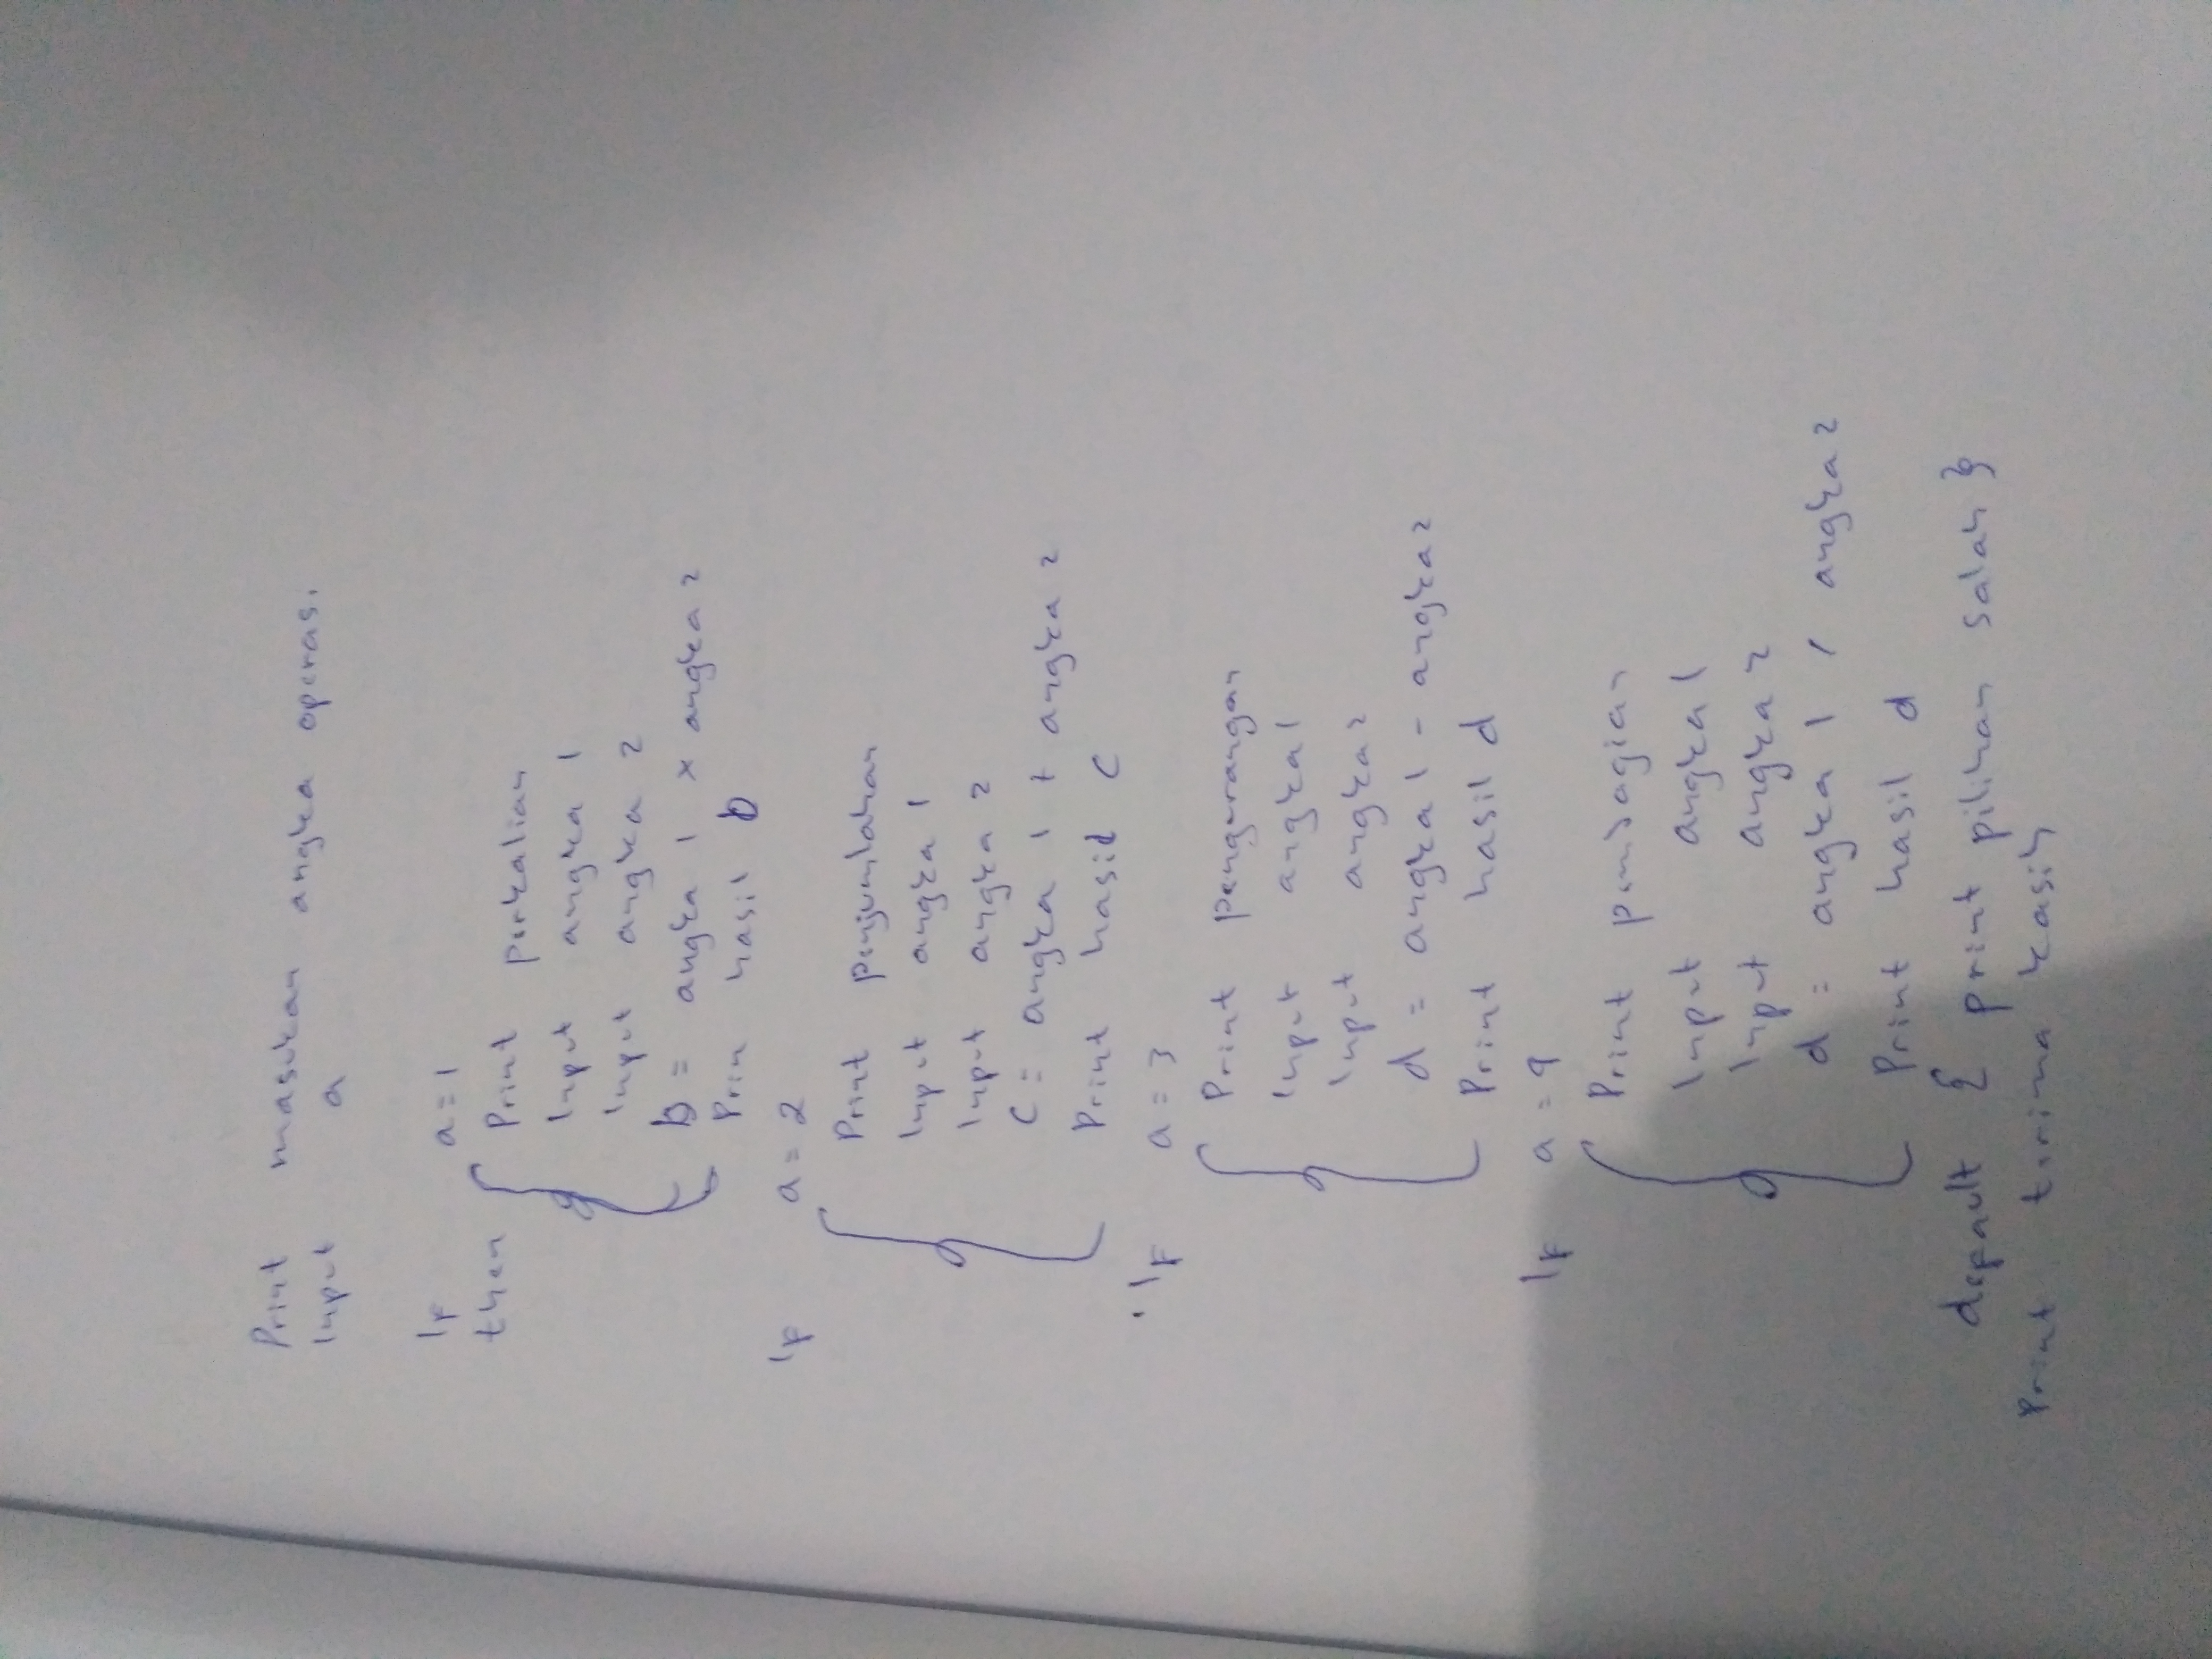 Print masukan angka operasi
Input a
If a = 1
then
Print perkalian
Input angka 1
Input angka 2
b = angka 1 x angka 2
Prin hasil b
If a = 2
Print penjumlahan
Input angka 1
Input angka 2
C = angka 1 + angka 2
Print hasil C
If a = 3
Print pengurangan
Input angka 1
Input angka 2
d = angka 1 - angka 2
Print hasil d
If a = 4
Print pembagian
Input angka 1
Input angka 2
d = angka 1 / angka 2
Print hasil d
default { print pilihan salah }
Print terima kasih